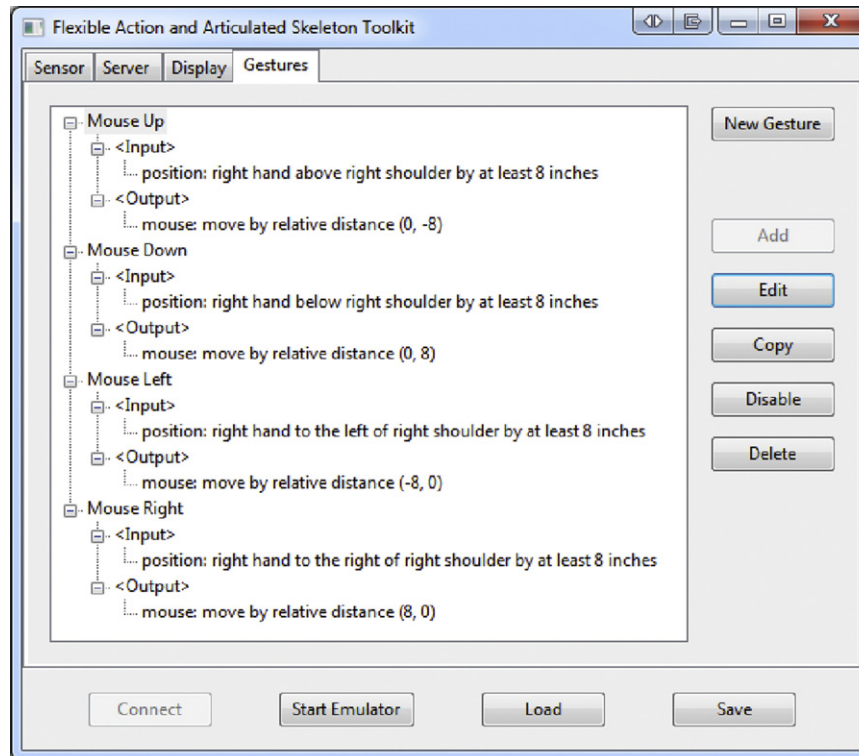 Flexible Action and Articulated Skeleton Toolkit
Sensor Server Display Gestures
Mouse Up
<Input>
position: right hand above right shoulder by at least 8 inches
<Output>
mouse: move by relative distance (0, -8)
Mouse Down
<Input>
position: right hand below right shoulder by at least 8 inches
<Output>
mouse: move by relative distance (0, 8)
Mouse Left
<Input>
position: right hand to the left of right shoulder by at least 8 inches
<Output>
mouse: move by relative distance (-8, 0)
Mouse Right
<Input>
position: right hand to the right of right shoulder by at least 8 inches
<Output>
mouse: move by relative distance (8, 0)
New Gesture
Add
Edit
Copy
Disable
Delete
Connect Start Emulator Load Save